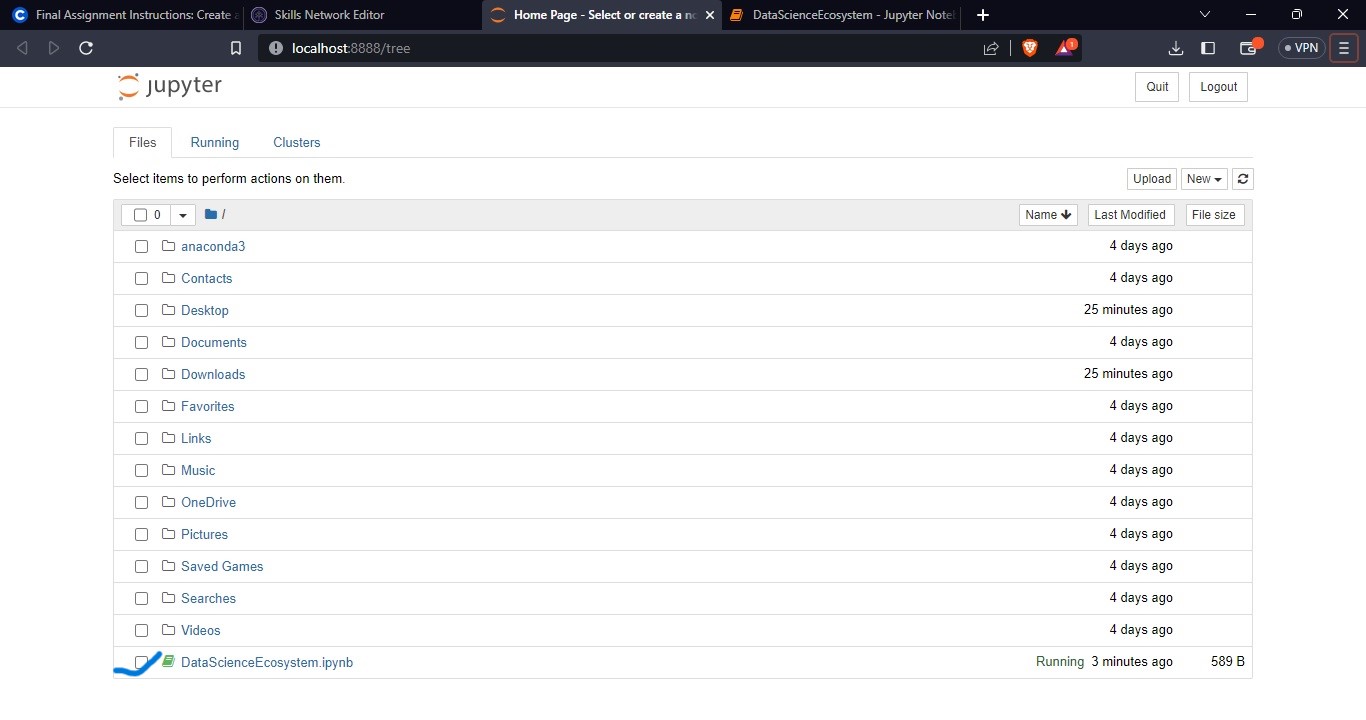 Final Assignment Instructions: Create a
Skills Network Editor
Home Page - Select or create a no
DataScienceEcosystem - Jupyter Notel
localhost:8888/tree
1
VPN
jupyter
Quit
Logout
Files
Running
Clusters
Select items to perform actions on them.
Upload
New
0
/
Name
Last Modified
File size
anaconda3 4 days ago
Contacts 4 days ago
Desktop 25 minutes ago
Documents 4 days ago
Downloads 25 minutes ago
Favorites 4 days ago
Links 4 days ago
Music 4 days ago
OneDrive 4 days ago
Pictures 4 days ago
Saved Games 4 days ago
Searches 4 days ago
Videos 4 days ago
DataScienceEcosystem.ipynb Running 3 minutes ago 589 B